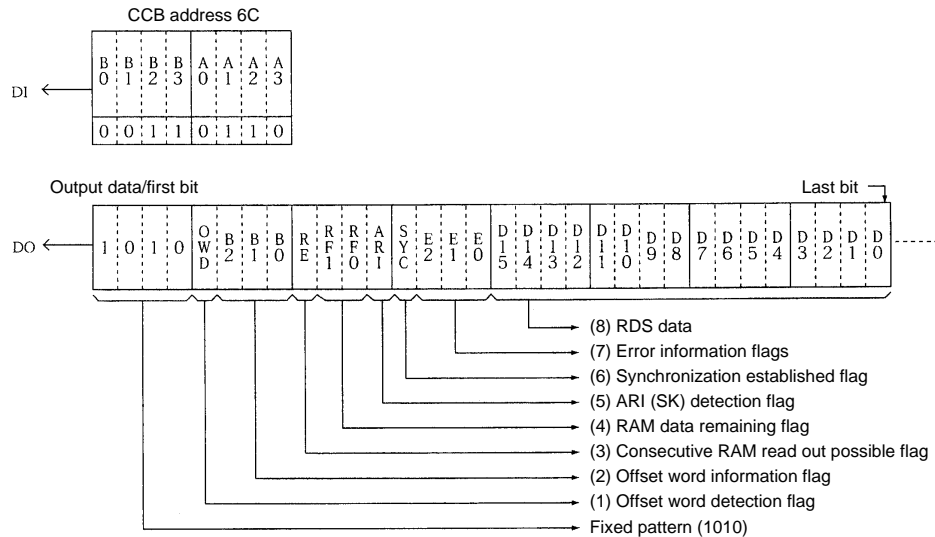 CCB address 6C
B0 B1 B2 B3 A0 A1 A2 A3
DI
0 0 1 1 0 1 1 0
Output data/first bit
Last bit
DO
1 0 1 0 OWD B2 B1 B0 RE RF1 RF0 ARI SYC E2 E1 E0 D15 D14 D13 D12 D11 D10 D9 D8 D7 D6 D5 D4 D3 D2 D1 D0
(8) RDS data
(7) Error information flags
(6) Synchronization established flag
(5) ARI (SK) detection flag
(4) RAM data remaining flag
(3) Consecutive RAM read out possible flag
(2) Offset word information flag
(1) Offset word detection flag
Fixed pattern (1010)